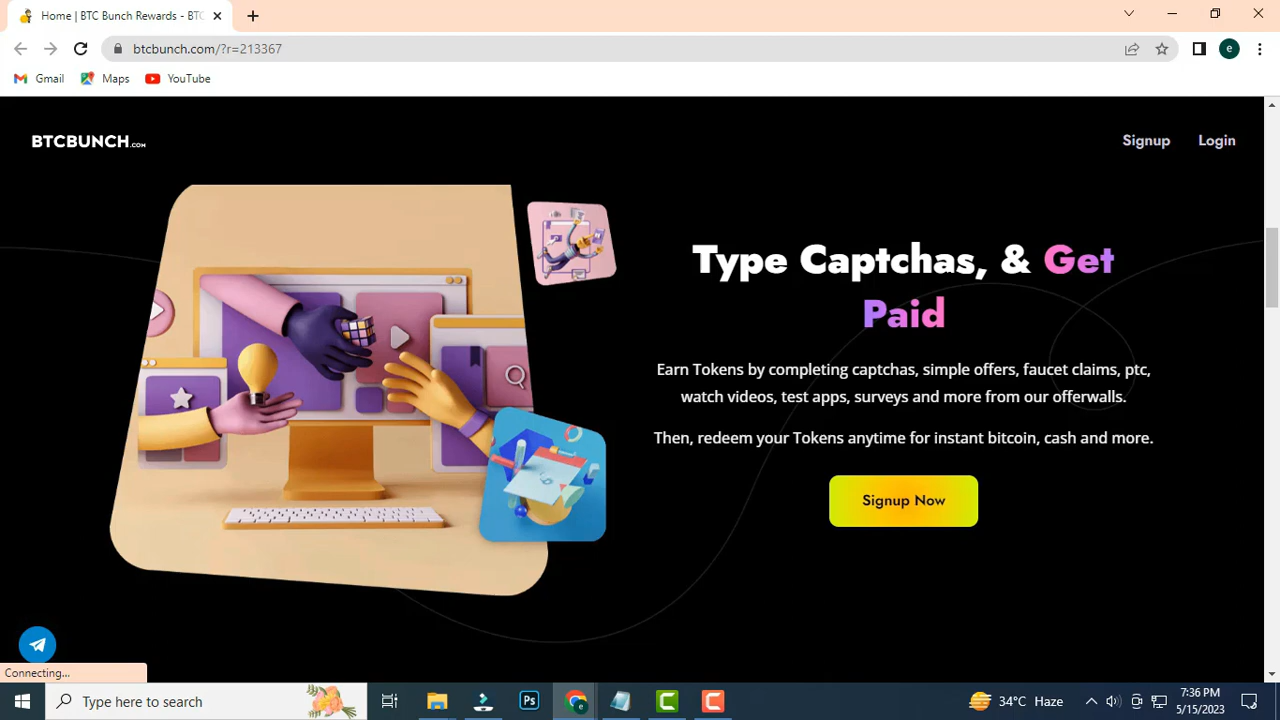 Home | BTC Bunch Rewards - BTC
btcbunch.com/?r=213367
e
Gmail
Maps
YouTube
BTCBUNCH.COM
Signup
Login
Type Captchas, & Get
Paid
Earn Tokens by completing captchas, simple offers, faucet claims, ptc,
watch videos, test apps, surveys and more from our offerwalls.
Then, redeem your Tokens anytime for instant bitcoin, cash and more.
Signup Now
Connecting...
Type here to search
Ps
e
C
C
34°C Haze
7:36 PM
5/15/2023